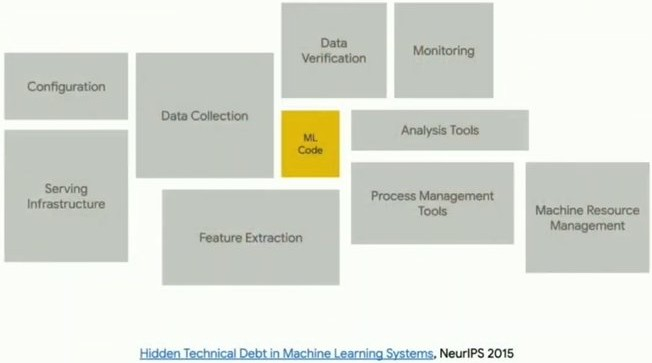 Data
Verification
Monitoring
Configuration
Data Collection
ML
Code
Analysis Tools
Serving
Infrastructure
Process Management
Tools
Machine Resource
Management
Feature Extraction
Hidden Technical Debt in Machine Learning Systems, NeurIPS 2015